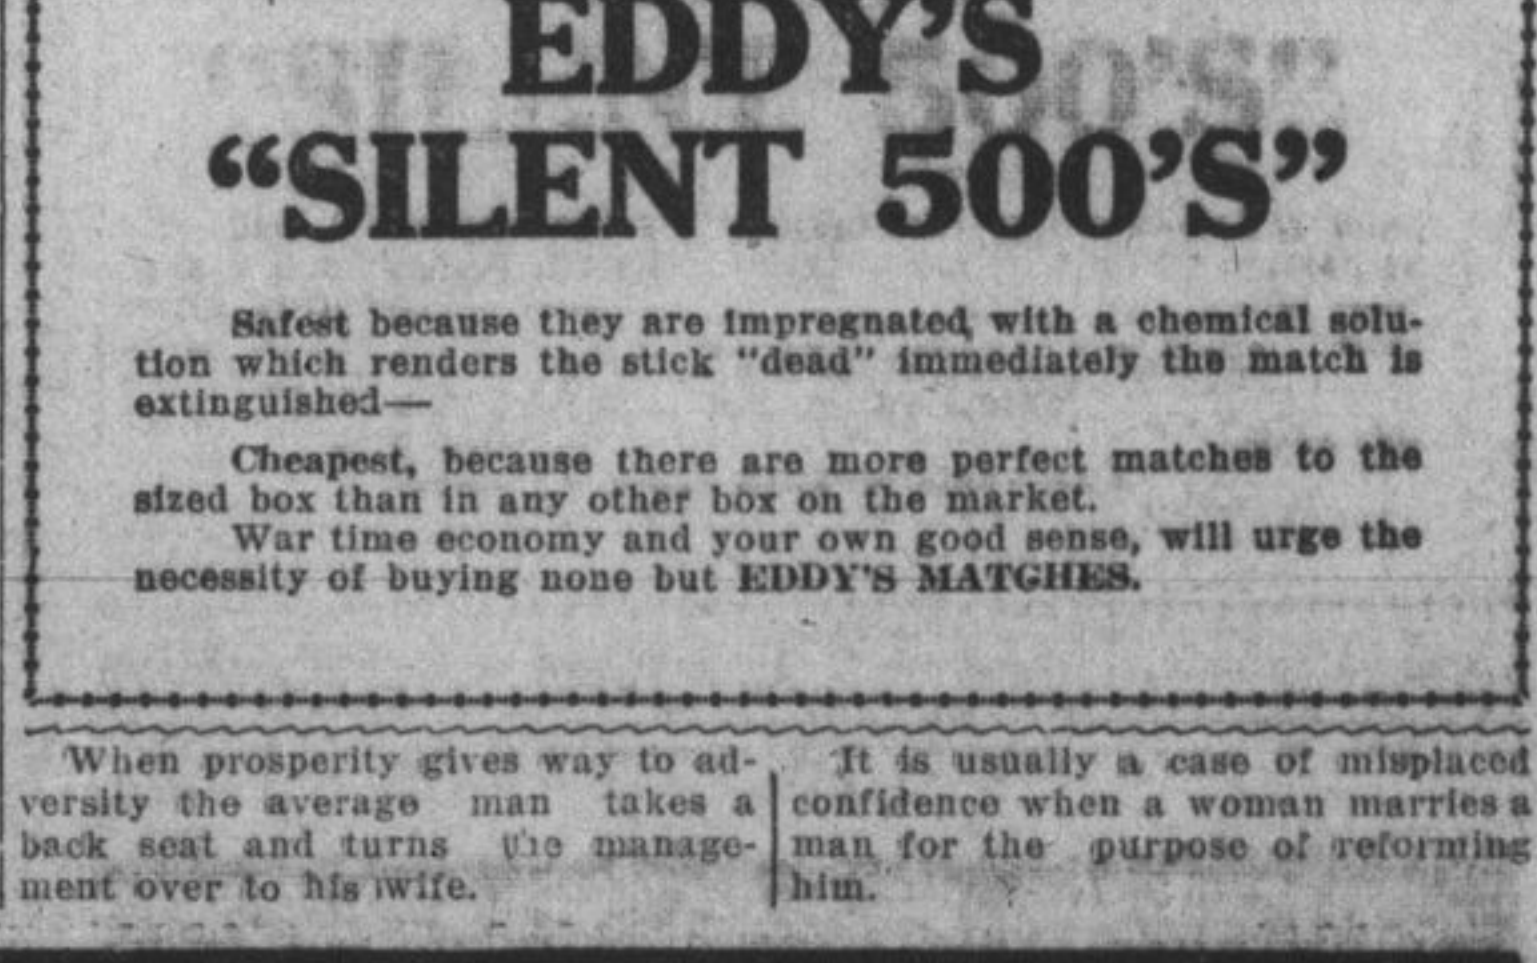 EDDY'S
“SILENT 500'S”
Safest because they are impregnated with a chemical solu-
tion which renders the stick "dead" immediately the match is
extinguished—
Cheapest, because there are more perfect matches to the
sized box than in any other box on the market.
War time economy and your own good sense, will urge the
necessity of buying none but EDDY'S MATCHES.
When prosperity gives way to ad-
versity the average man takes a
back seat and turns the manage-
ment over to his wife.
It is usually a case of misplaced
confidence when a woman marries a
man for the purpose of reforming
him.